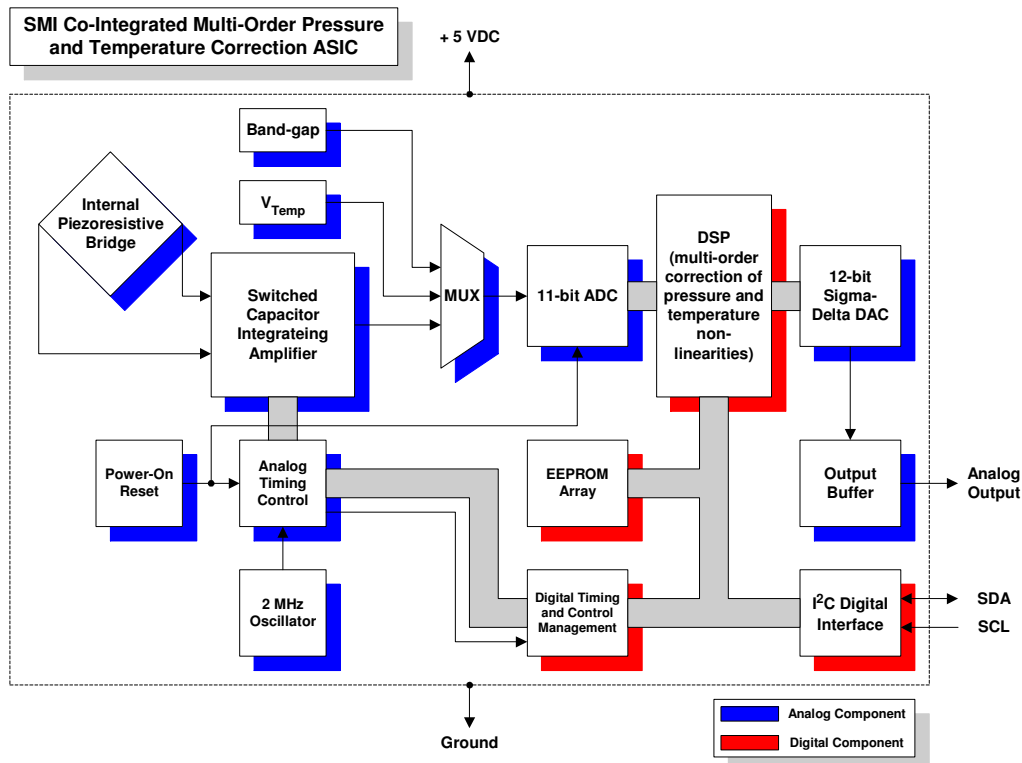 SMI Co-Integrated Multi-Order Pressure
and Temperature Correction ASIC
+ 5 VDC
Band-gap
V_Temp
Internal
Piezoresistive
Bridge
Switched
Capacitor
Integrateing
Amplifier
MUX
11-bit ADC
DSP
(multi-order
correction of
pressure and
temperature
non-
linearities)
12-bit
Sigma-
Delta DAC
Power-On
Reset
Analog
Timing
Control
EEPROM
Array
Output
Buffer
Analog
Output
2 MHz
Oscillator
Digital Timing
and Control
Management
I²C Digital
Interface
SDA
SCL
Ground
Analog Component
Digital Component